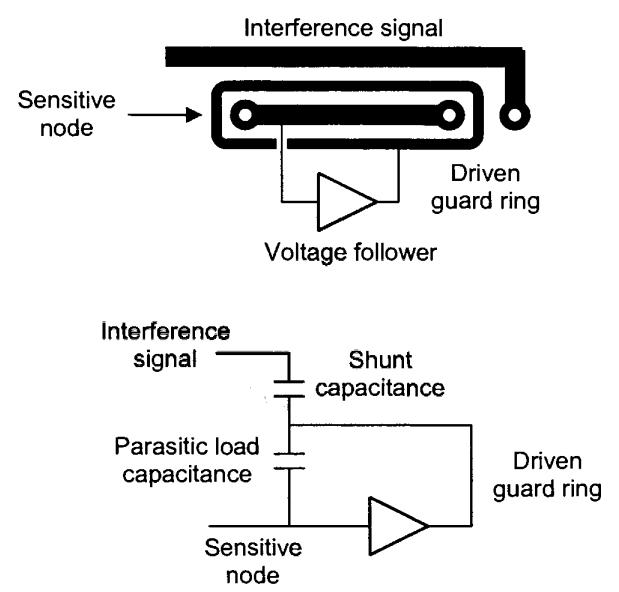 Interference signal
Sensitive
node
Driven
guard ring
Voltage follower
Interference
signal
Shunt
capacitance
Parasitic load
capacitance
Driven
guard ring
Sensitive
node